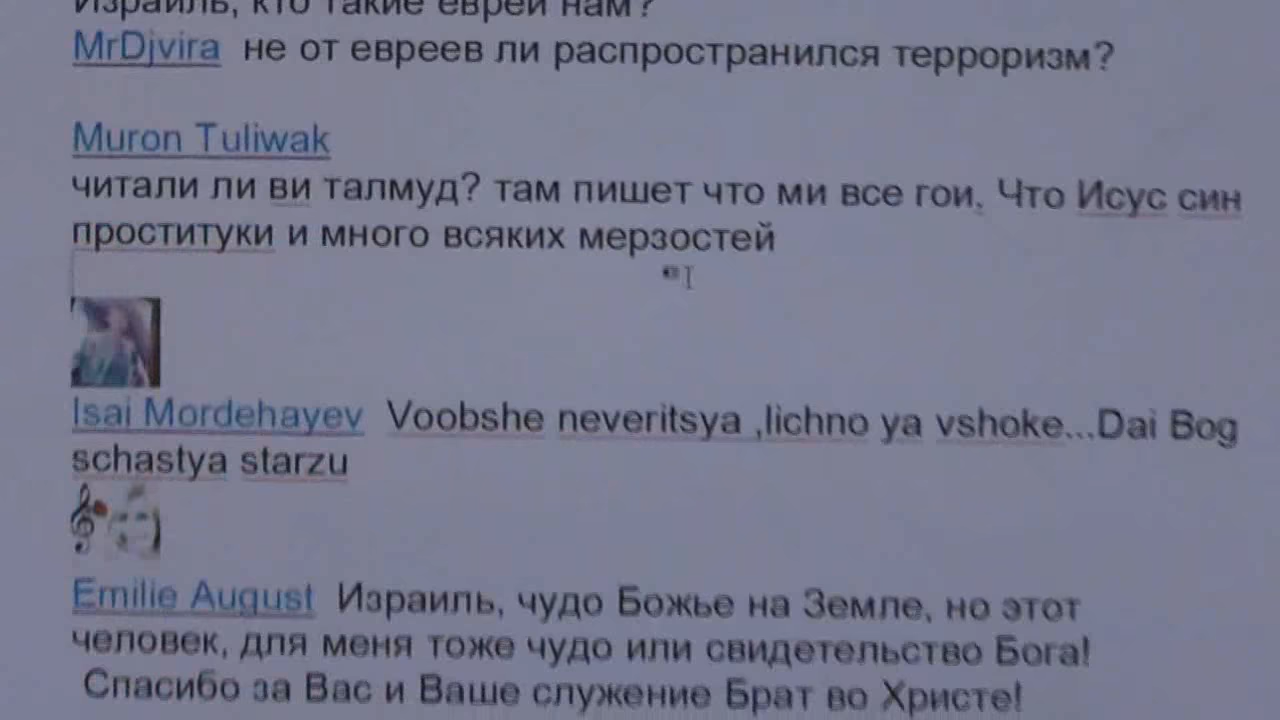 Израиль, кто такие евреи нам?
MrDjvira не от евреев ли распространился терроризм?
Muron Tuliwak
читали ли ви талмуд? там пишет что ми все гои. Что Исус син
проституки и много всяких мерзостей
Isai Mordehayev Voobshe neveritsya ,lichno ya vshoke...Dai Bog
schastya starzu
Emilie August Израиль, чудо Божье на Земле, но этот
человек, для меня тоже чудо или свидетельство Бога!
Спасибо за Вас и Ваше служение Брат во Христе!